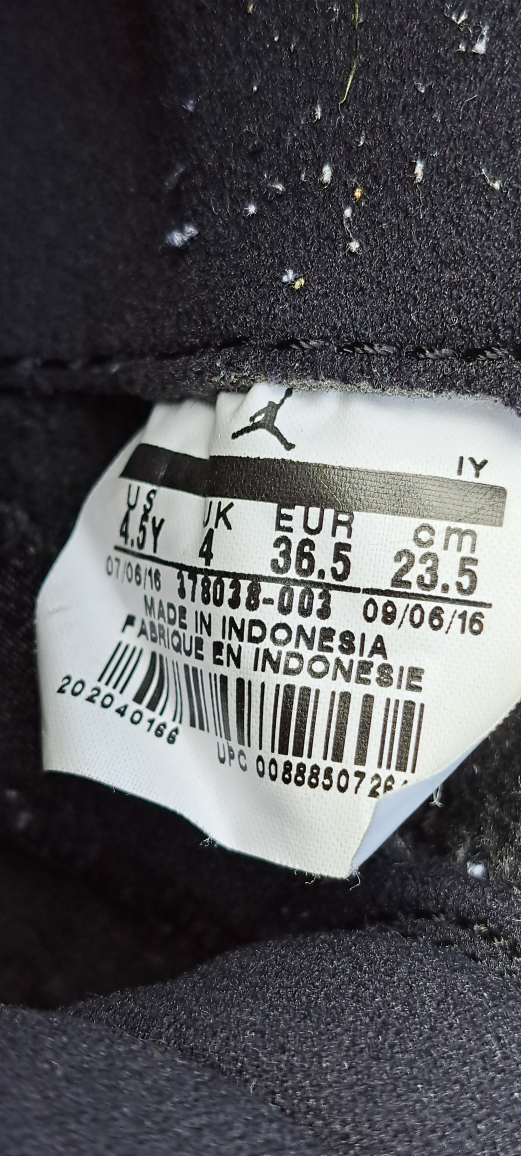 IY
US UK EUR cm
4.5Y 4 36.5 23.5
07/06/16 378038-003 09/06/16
MADE IN INDONESIA
FABRIQUE EN INDONESIE
202040166
UPC 0088850726